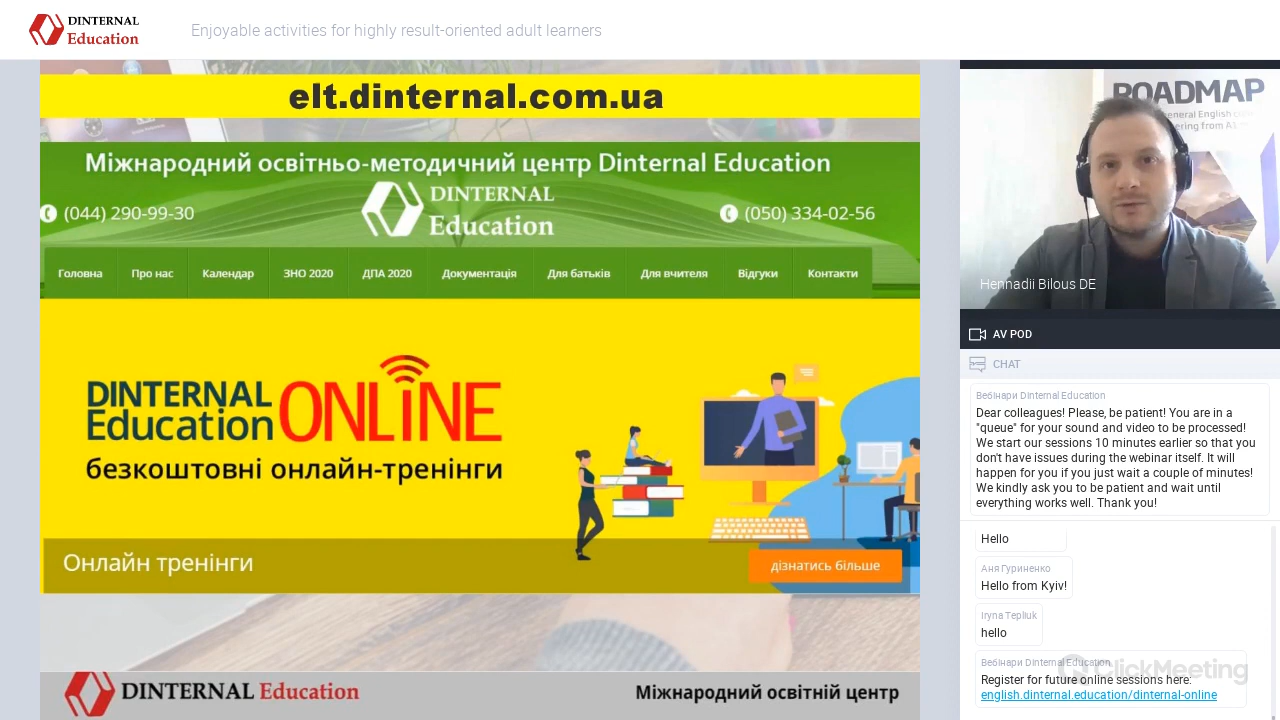 DINTERNAL
Education
Enjoyable activities for highly result-oriented adult learners
elt.dinternal.com.ua
Міжнародний освітньо-методичний центр Dinternal Education
(044) 290-99-30
DINTERNAL
Education
(050) 334-02-56
Головна
Про нас
Календар
ЗНО 2020
ДПА 2020
Документація
Для батьків
Для вчителя
Відгуки
Контакти
DINTERNAL
Education
ONLINE
безкоштовні онлайн-тренінги
Онлайн тренінги
дізнатись більше
DINTERNAL Education
Міжнародний освітній центр
ROADMAP
Hennadii Bilous DE
AV POD
CHAT
Вебінари Dinternal Education
Dear colleagues! Please, be patient! You are in a
"queue" for your sound and video to be processed!
We start our sessions 10 minutes earlier so that you
don't have issues during the webinar itself. It will
happen for you if you just wait a couple of minutes!
We kindly ask you to be patient and wait until
everything works well. Thank you!
Hello
Аня Гуриненко
Hello from Kyiv!
Iryna Tepliuk
hello
Вебінари Dinternal Education
Register for future online sessions here:
english.dinternal.education/dinternal-online
ClickMeeting